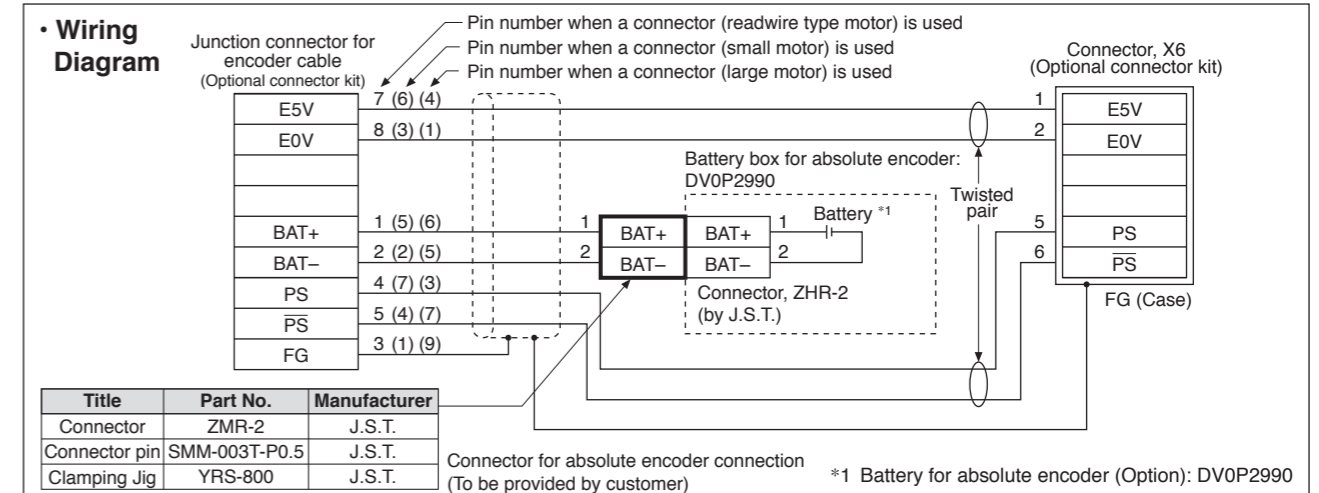 · Wiring
Diagram
Junction connector for
encoder cable
(Optional connector kit)
Pin number when a connector (readwire type motor) is used
Pin number when a connector (small motor) is used
Pin number when a connector (large motor) is used
Connector, X6
(Optional connector kit)
E5V 7 (6) (4) 1 E5V
E0V 8 (3) (1) 2 E0V
Battery box for absolute encoder:
DV0P2990
Twisted
pair
BAT+ 1 (5) (6) 1 BAT+ BAT+ 1 Battery *1 5 PS
BAT– 2 (2) (5) 2 BAT– BAT– 2 6 P̅S̅
PS 4 (7) (3)
P̅S̅ 5 (4) (7)
FG 3 (1) (9)
Connector, ZHR-2
(by J.S.T.)
FG (Case)
Title Part No. Manufacturer
Connector ZMR-2 J.S.T.
Connector pin SMM-003T-P0.5 J.S.T.
Clamping Jig YRS-800 J.S.T.
Connector for absolute encoder connection
(To be provided by customer)
*1 Battery for absolute encoder (Option): DV0P2990